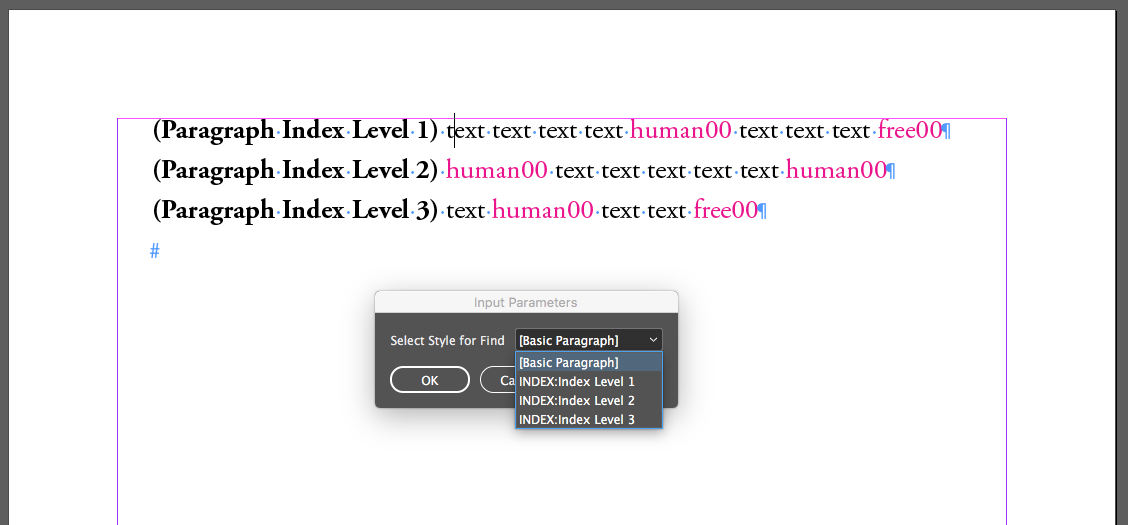 (Paragraph Index Level 1) text text text text human00 text text text free00¶
(Paragraph Index Level 2) human00 text text text text text human00¶
(Paragraph Index Level 3) text human00 text text free00¶
#
Input Parameters
Select Style for Find [Basic Paragraph]
[Basic Paragraph]
OK
INDEX:Index Level 1
INDEX:Index Level 2
INDEX:Index Level 3